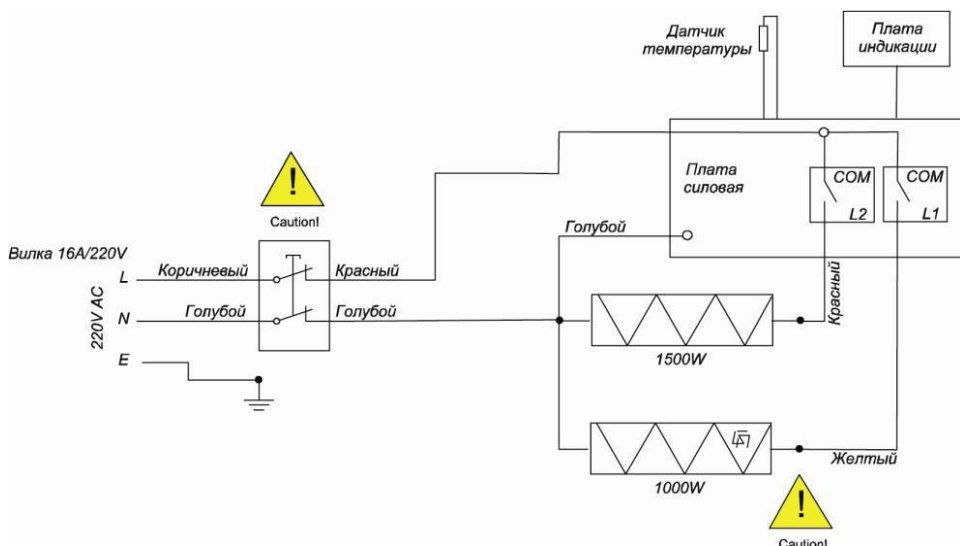 Датчик
температуры
Плата
индикации
Плата
силовая
COM
L2
COM
L1
!
Caution!
Голубой
Вилка 16А/220V
220V AC
L
Коричневый
Красный
N
Голубой
Голубой
E
Красный
1500W
1000W
Желтый
!
Caution!